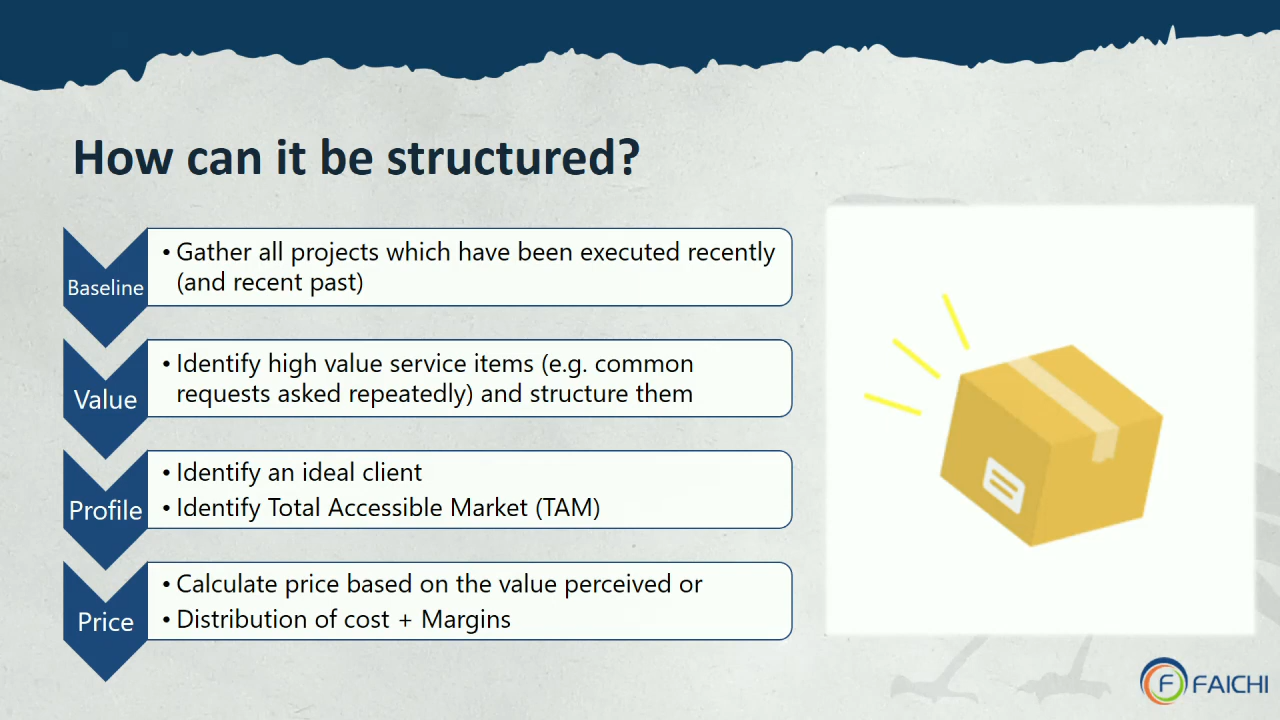 How can it be structured?
Baseline
• Gather all projects which have been executed recently
(and recent past)
Value
• Identify high value service items (e.g. common
requests asked repeatedly) and structure them
Profile
• Identify an ideal client
• Identify Total Accessible Market (TAM)
Price
• Calculate price based on the value perceived or
• Distribution of cost + Margins
F FAICHI